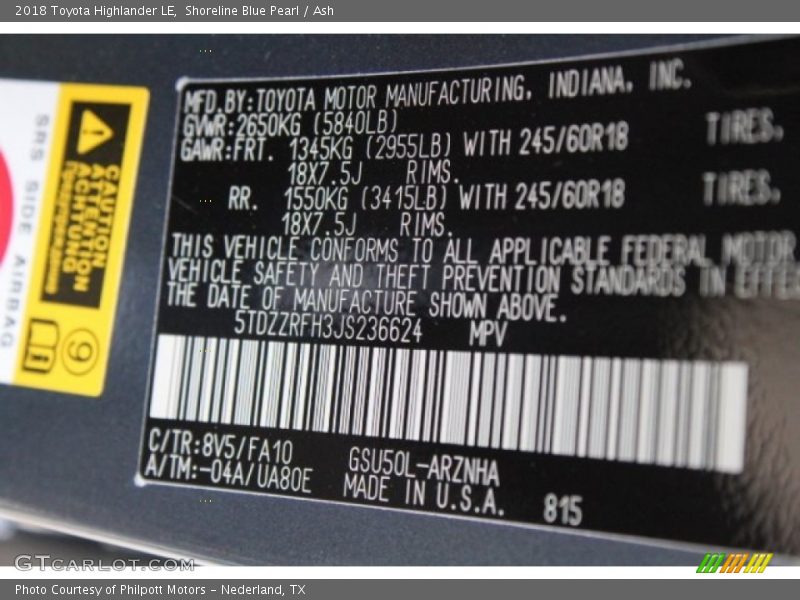 2018 Toyota Highlander LE, Shoreline Blue Pearl / Ash
MFD.BY:TOYOTA MOTOR MANUFACTURING, INDIANA, INC.
GVWR:2650KG (5840LB)
GAWR:FRT. 1345KG (2955LB) WITH 245/60R18 TIRES,
18X7.5J RIMS.
RR. 1550KG (3415LB) WITH 245/60R18 TIRES,
18X7.5J RIMS.
THIS VEHICLE CONFORMS TO ALL APPLICABLE FEDERAL MOTOR
VEHICLE SAFETY AND THEFT PREVENTION STANDARDS IN EFFE
THE DATE OF MANUFACTURE SHOWN ABOVE.
5TDZZRFH3JS236624 MPV
C/TR:8V5/FA10
A/TM:-04A/UA80E
GSU50L-ARZNHA
MADE IN U.S.A. 815
SRS SIDE AIRBAG
CAUTION
ATTENTION
ACHTUNG
9
GTCARLOT.COM
Photo Courtesy of Philpott Motors - Nederland, TX